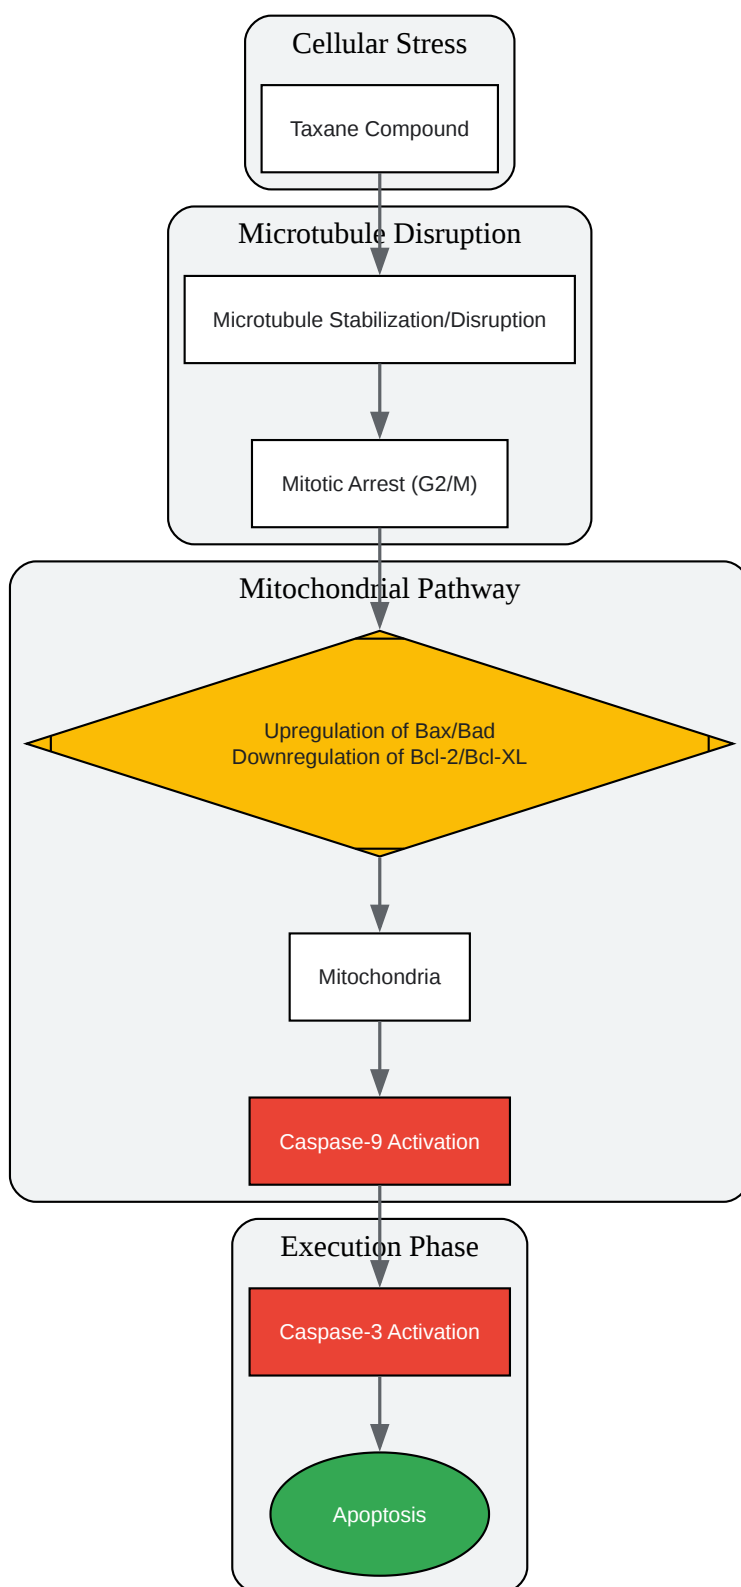 Cellular Stress
Taxane Compound
Microtubule Disruption
Microtubule Stabilization/Disruption
Mitotic Arrest (G2/M)
Mitochondrial Pathway
Upregulation of Bax/Bad
Downregulation of Bcl-2/Bcl-XL
Mitochondria
Caspase-9 Activation
Execution Phase
Caspase-3 Activation
Apoptosis